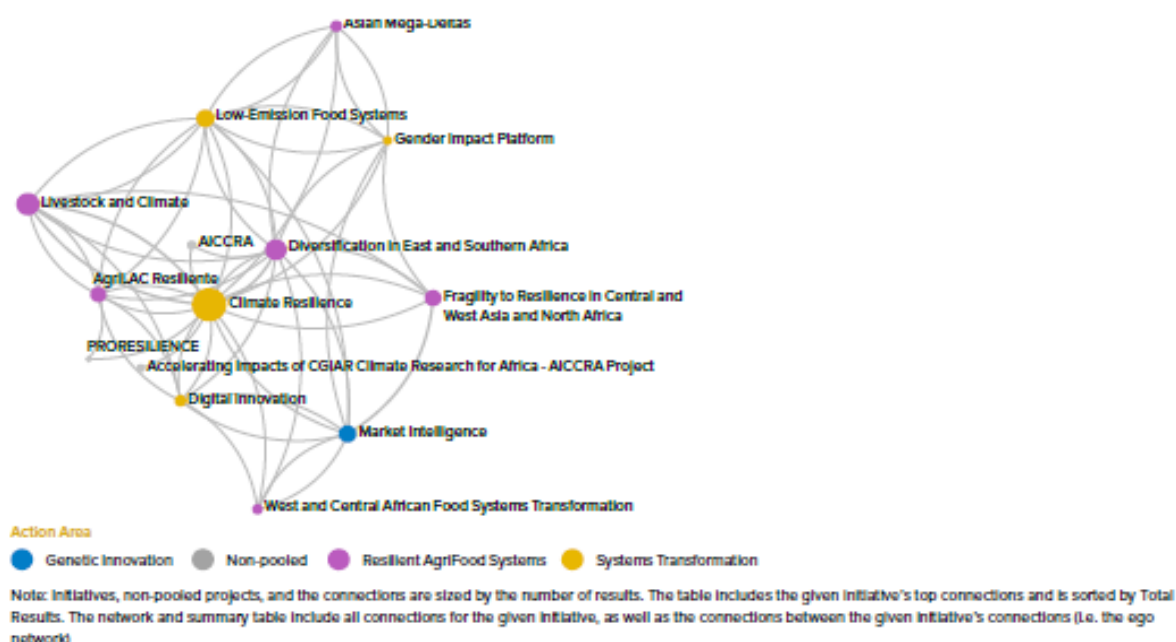 Asian Mega-Deltas
Low-Emission Food Systems
Gender Impact Platform
Livestock and Climate
AICCRA
Diversification in East and Southern Africa
AgriLAC Resiliente
Climate Resilience
Fragility to Resilience in Central and
West Asia and North Africa
PRORESILIENCE
Accelerating Impacts of CGIAR Climate Research for Africa - AICCRA Project
Digital Innovation
Market Intelligence
West and Central African Food Systems Transformation
Action Area
Genetic Innovation
Non-pooled
Resilient AgriFood Systems
Systems Transformation
Note: Initiatives, non-pooled projects, and the connections are sized by the number of results. The table includes the given Initiative's top connections and is sorted by Total
Results. The network and summary table include all connections for the given Initiative, as well as the connections between the given Initiative's connections (i.e. the ego
network)